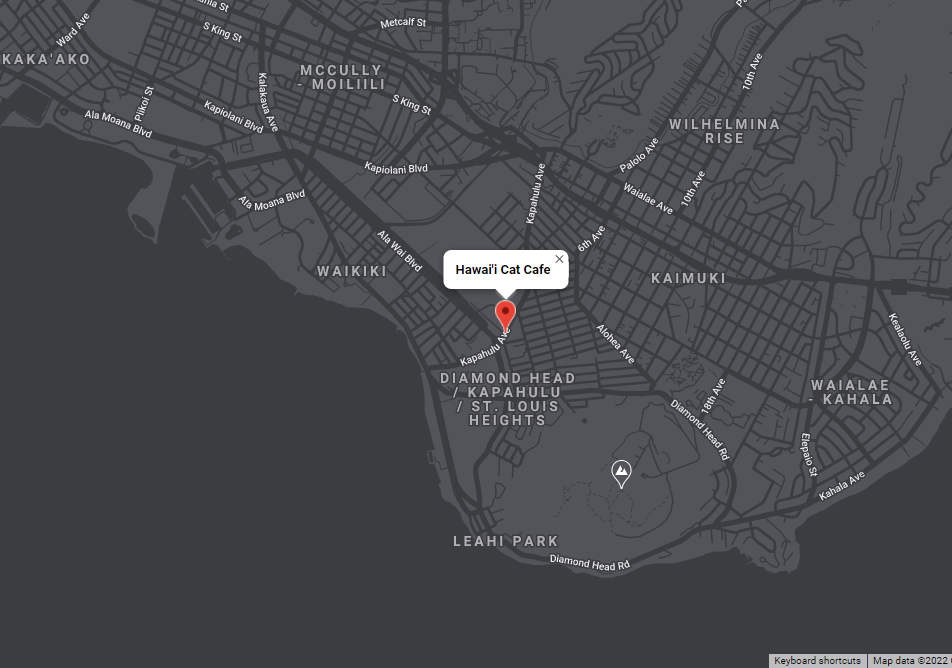 ania St
Metcalf St
Ward Ave
S King St
KAKA'AKO
MCCULLY
- MOILIILI
10th Ave
Piikoi St
Kalakaua Ave
S King St
Ala Moana Blvd
Kapiolani Blvd
WILHELMINA
RISE
Palolo Ave
Kapiolani Blvd
Kapahulu Ave
Waialae Ave
10th Ave
Ala Moana Blvd
Ala Wai Blvd
6th Ave
WAIKIKI
Hawai'i Cat Cafe
KAIMUKI
Kealaolu Ave
Alohea Ave
Kapahulu Ave
DIAMOND HEAD
/ KAPAHULU
/ ST. LOUIS
HEIGHTS
18th Ave
WAIALAE
- KAHALA
Diamond Head Rd
Elepaio St
Kahala Ave
LEAHI PARK
Diamond Head Rd
Keyboard shortcuts
Map data ©2022